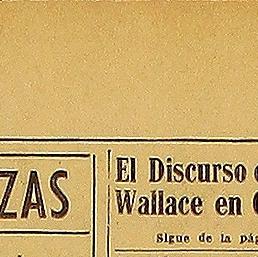 ZAS
El Discurso
Wallace en
Sigue de la